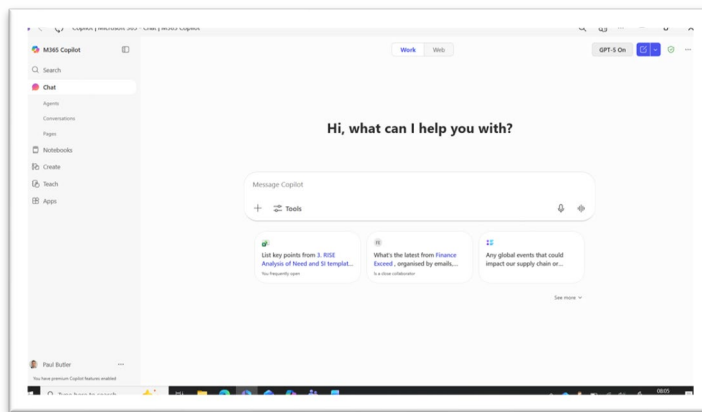 Copilot | Microsoft 365 - Chat | M365 Copilot
M365 Copilot
Work Web
GPT-5 On
Search
Chat
Agents
Conversations
Pages
Notebooks
Create
Teach
Apps
Hi, what can I help you with?
Message Copilot
Tools
List key points from 3. RISE
Analysis of Need and SI templat...
You frequently open
What's the latest from Finance
Exceed , organised by emails,...
Is a close collaborator
Any global events that could
impact our supply chain or...
See more
Paul Butler
You have premium Copilot features enabled
Type here to search
08:05